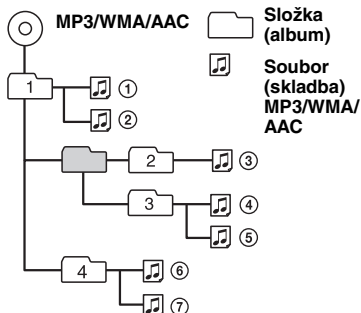 MP3/WMA/AAC
Složka
(album)
Soubor
(skladba)
MP3/WMA/
AAC
1
①
②
2
③
3
④
⑤
4
⑥
⑦